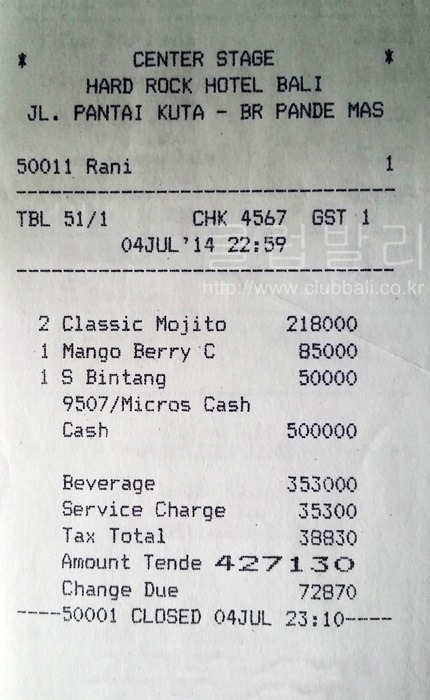 * CENTER STAGE *
HARD ROCK HOTEL BALI
JL. PANTAI KUTA - BR PANDE MAS
50011 Rani 1
TBL 51/1 CHK 4567 GST 1
04JUL'14 22:59
클럽발리
http://www.clubbali.co.kr
2 Classic Mojito 218000
1 Mango Berry C 85000
1 S Bintang 50000
9507/Micros Cash
Cash 500000
Beverage 353000
Service Charge 35300
Tax Total 38830
Amount Tende 427130
Change Due 72870
----50001 CLOSED 04JUL 23:10----